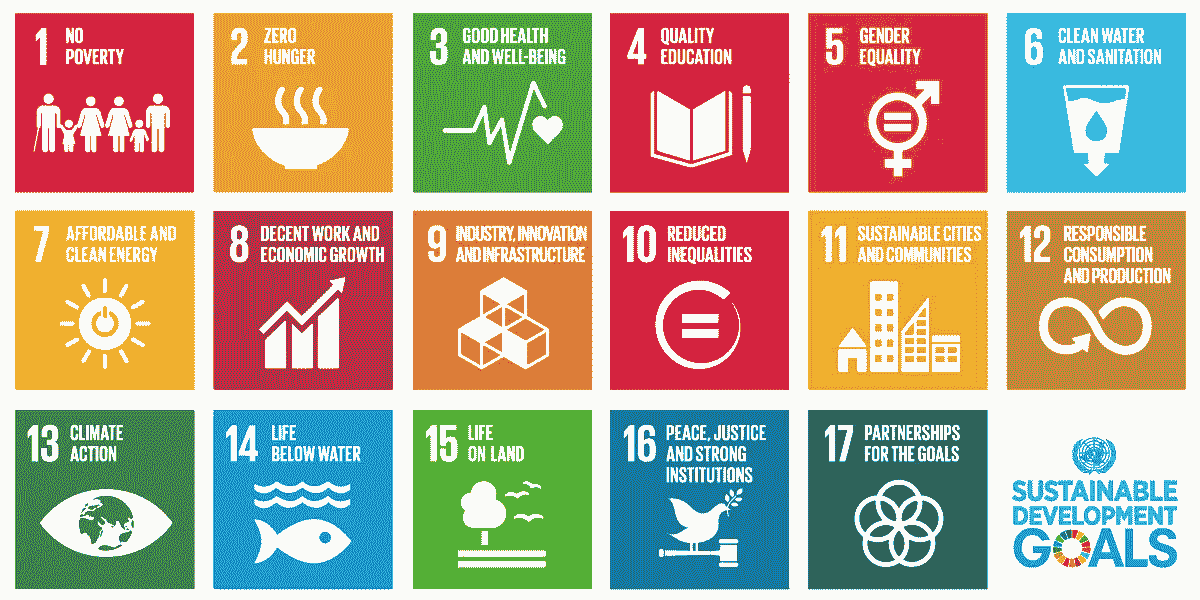 1 NO
POVERTY
2 ZERO
HUNGER
3 GOOD HEALTH
AND WELL-BEING
4 QUALITY
EDUCATION
5 GENDER
EQUALITY
6 CLEAN WATER
AND SANITATION
7 AFFORDABLE AND
CLEAN ENERGY
8 DECENT WORK AND
ECONOMIC GROWTH
9 INDUSTRY, INNOVATION
AND INFRASTRUCTURE
10 REDUCED
INEQUALITIES
11 SUSTAINABLE CITIES
AND COMMUNITIES
12 RESPONSIBLE
CONSUMPTION
AND PRODUCTION
13 CLIMATE
ACTION
14 LIFE
BELOW WATER
15 LIFE
ON LAND
16 PEACE, JUSTICE
AND STRONG
INSTITUTIONS
17 PARTNERSHIPS
FOR THE GOALS
SUSTAINABLE
DEVELOPMENT
GOALS